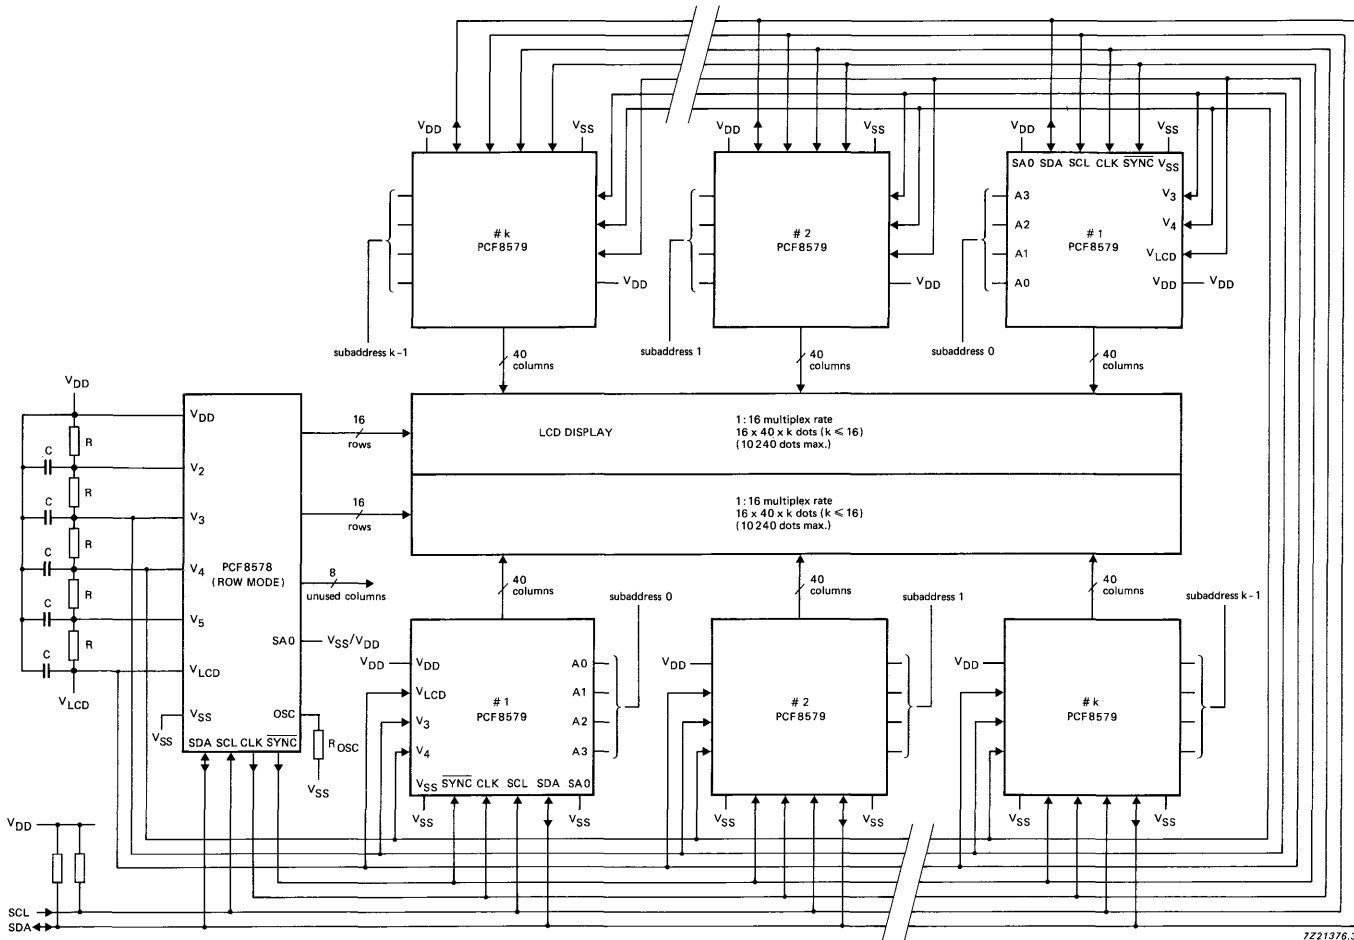 VDD VSS VDD VSS VDD VSS
SA0 SDA SCL CLK SYNC VSS
A3 V3
A2 V4
# k PCF8579
# 2 PCF8579
# 1 PCF8579
A1 VLCD
A0 VDD
VDD VDD VDD
subaddress k-1
subaddress 1
subaddress 0
40 columns
40 columns
40 columns
VDD
VDD
R
C
V2
R
C
V3
R
C
V4
R
C
V5
R
C
VLCD
VLCD
VSS
VSS
PCF8578
(ROW MODE)
SA0
VSS/VDD
OSC
ROSC
VSS
SDA SCL CLK SYNC
16
rows
16
rows
8
unused columns
LCD DISPLAY
1:16 multiplex rate
16 x 40 x k dots (k ⩽ 16)
(10 240 dots max.)
1:16 multiplex rate
16 x 40 x k dots (k ⩽ 16)
(10 240 dots max.)
40
columns
40
columns
40
columns
subaddress 0
subaddress 1
subaddress k-1
VDD VDD A0
VLCD A1
# 1
PCF8579
V3 A2
V4 A3
VSS SYNC CLK SCL SDA SA0
VSS VSS
VDD
# 2
PCF8579
VSS VSS
VDD
# k
PCF8579
VSS VSS
VDD
SCL
SDA
7Z21376.3